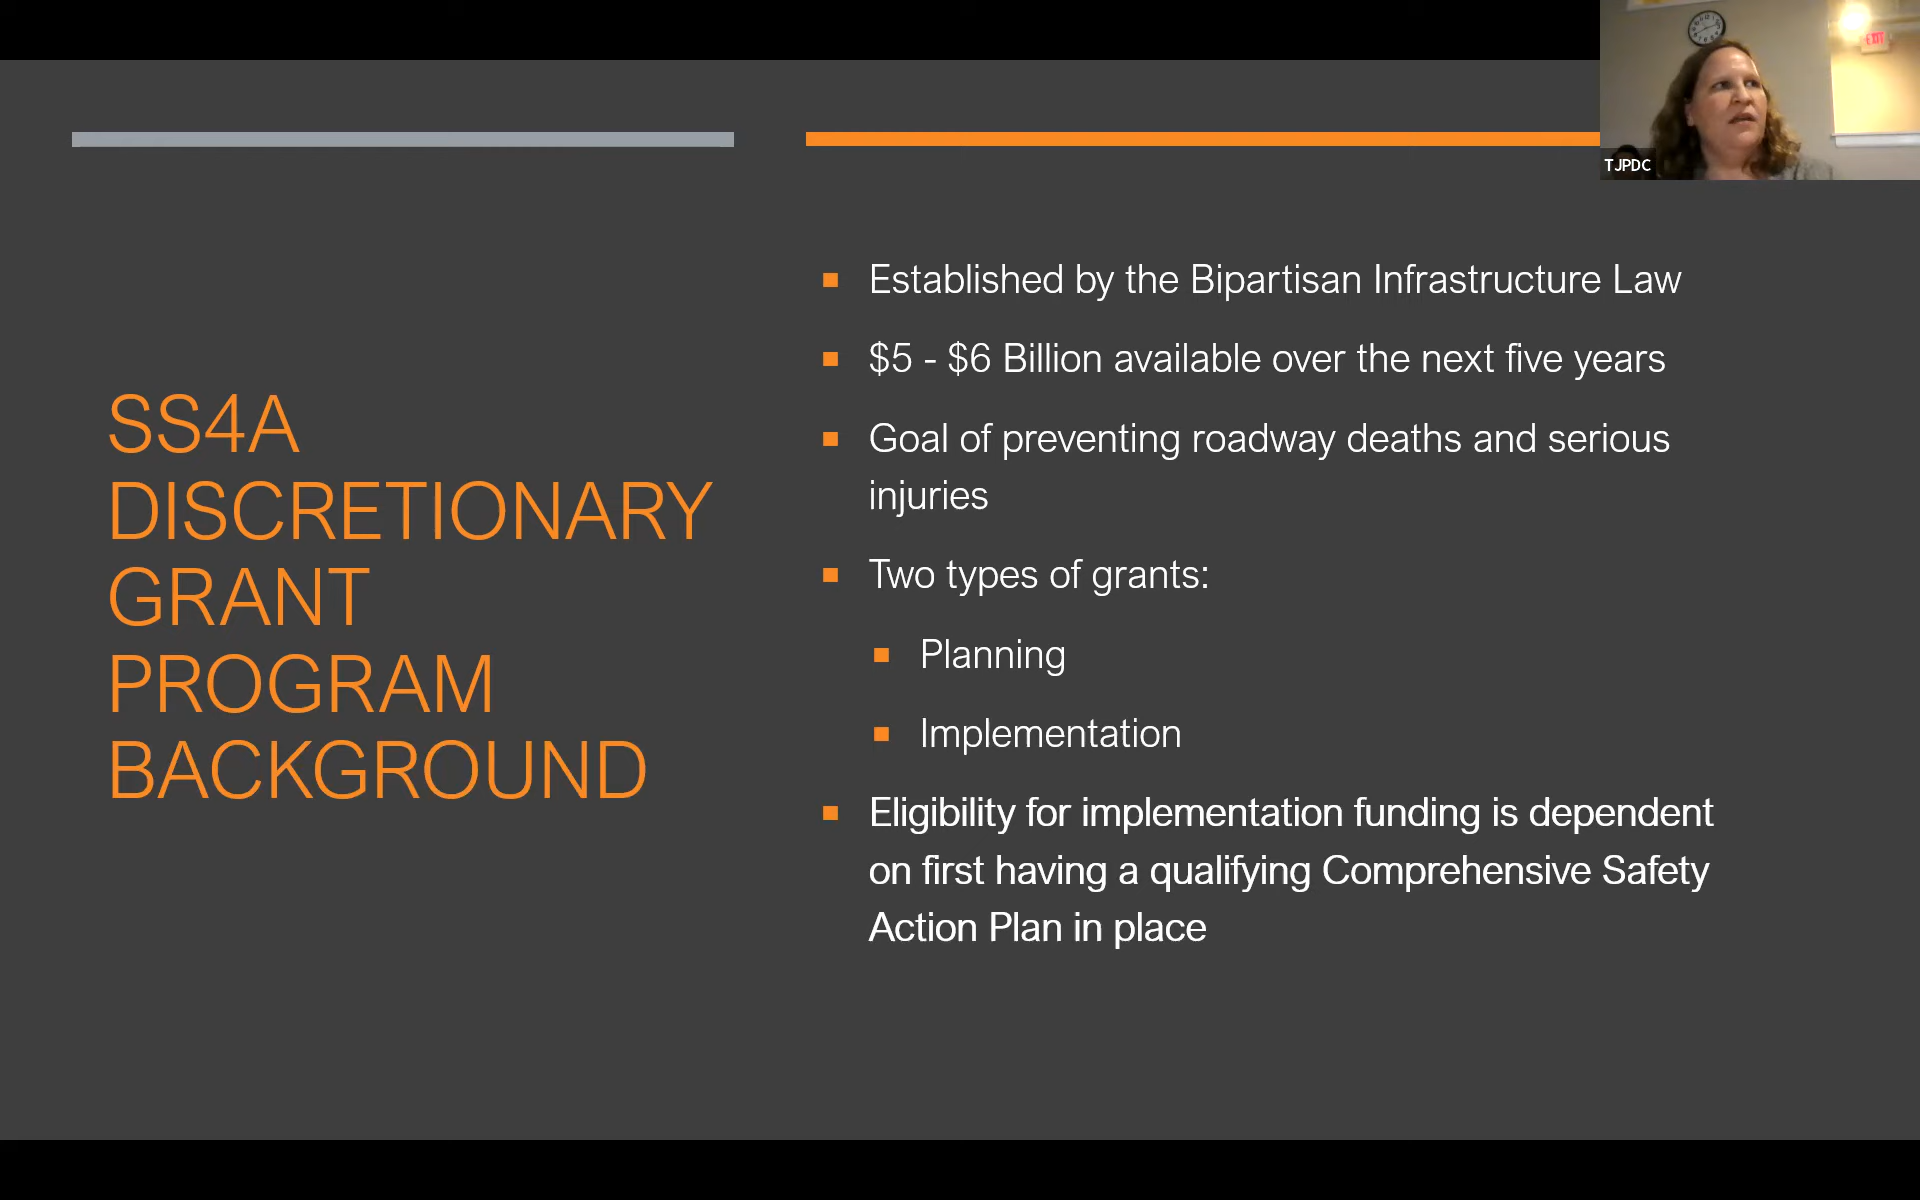 EXIT
TJPDC
SS4A
DISCRETIONARY
GRANT
PROGRAM
BACKGROUND
Established by the Bipartisan Infrastructure Law
$5 - $6 Billion available over the next five years
Goal of preventing roadway deaths and serious
injuries
Two types of grants:
Planning
Implementation
Eligibility for implementation funding is dependent
on first having a qualifying Comprehensive Safety
Action Plan in place